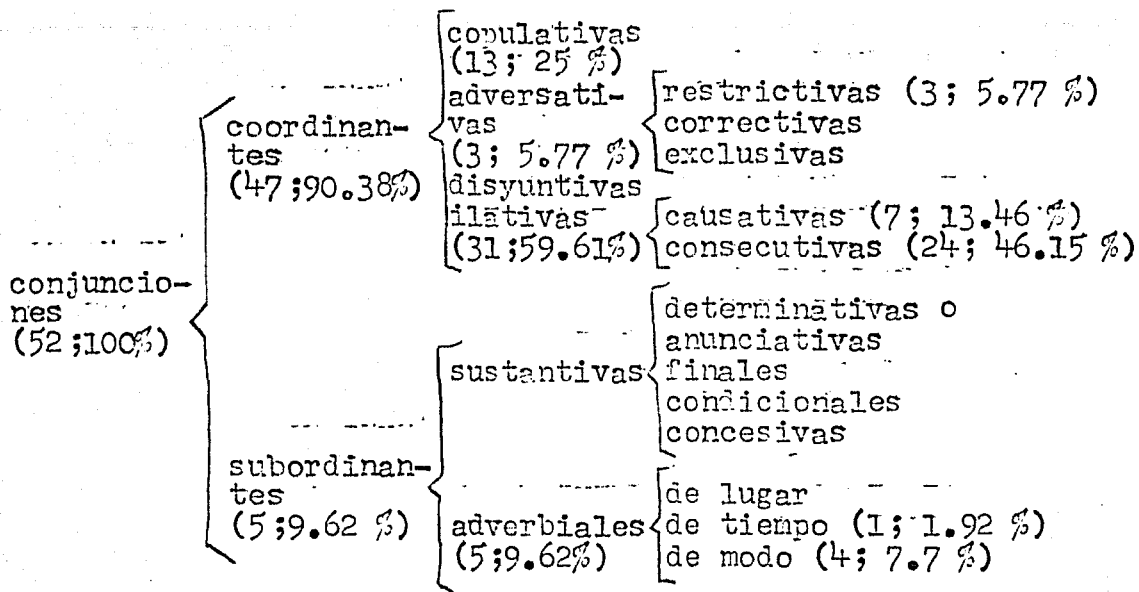 copulativas
(13; 25 %)
adversati-
vas
(3; 5.77 %)
restrictivas (3; 5.77 %)
correctivas
exclusivas
coordinan-
tes
(47;90.38%)
disyuntivas
ilativas
(31;59.61%)
causativas (7; 13.46 %)
consecutivas (24; 46.15 %)
conjuncio-
nes
(52;100%)
determinativas o
anunciativas
sustantivas
finales
condicionales
concesivas
subordinan-
tes
(5;9.62 %)
adverbiales
(5;9.62%)
de lugar
de tiempo (1; 1.92 %)
de modo (4; 7.7 %)